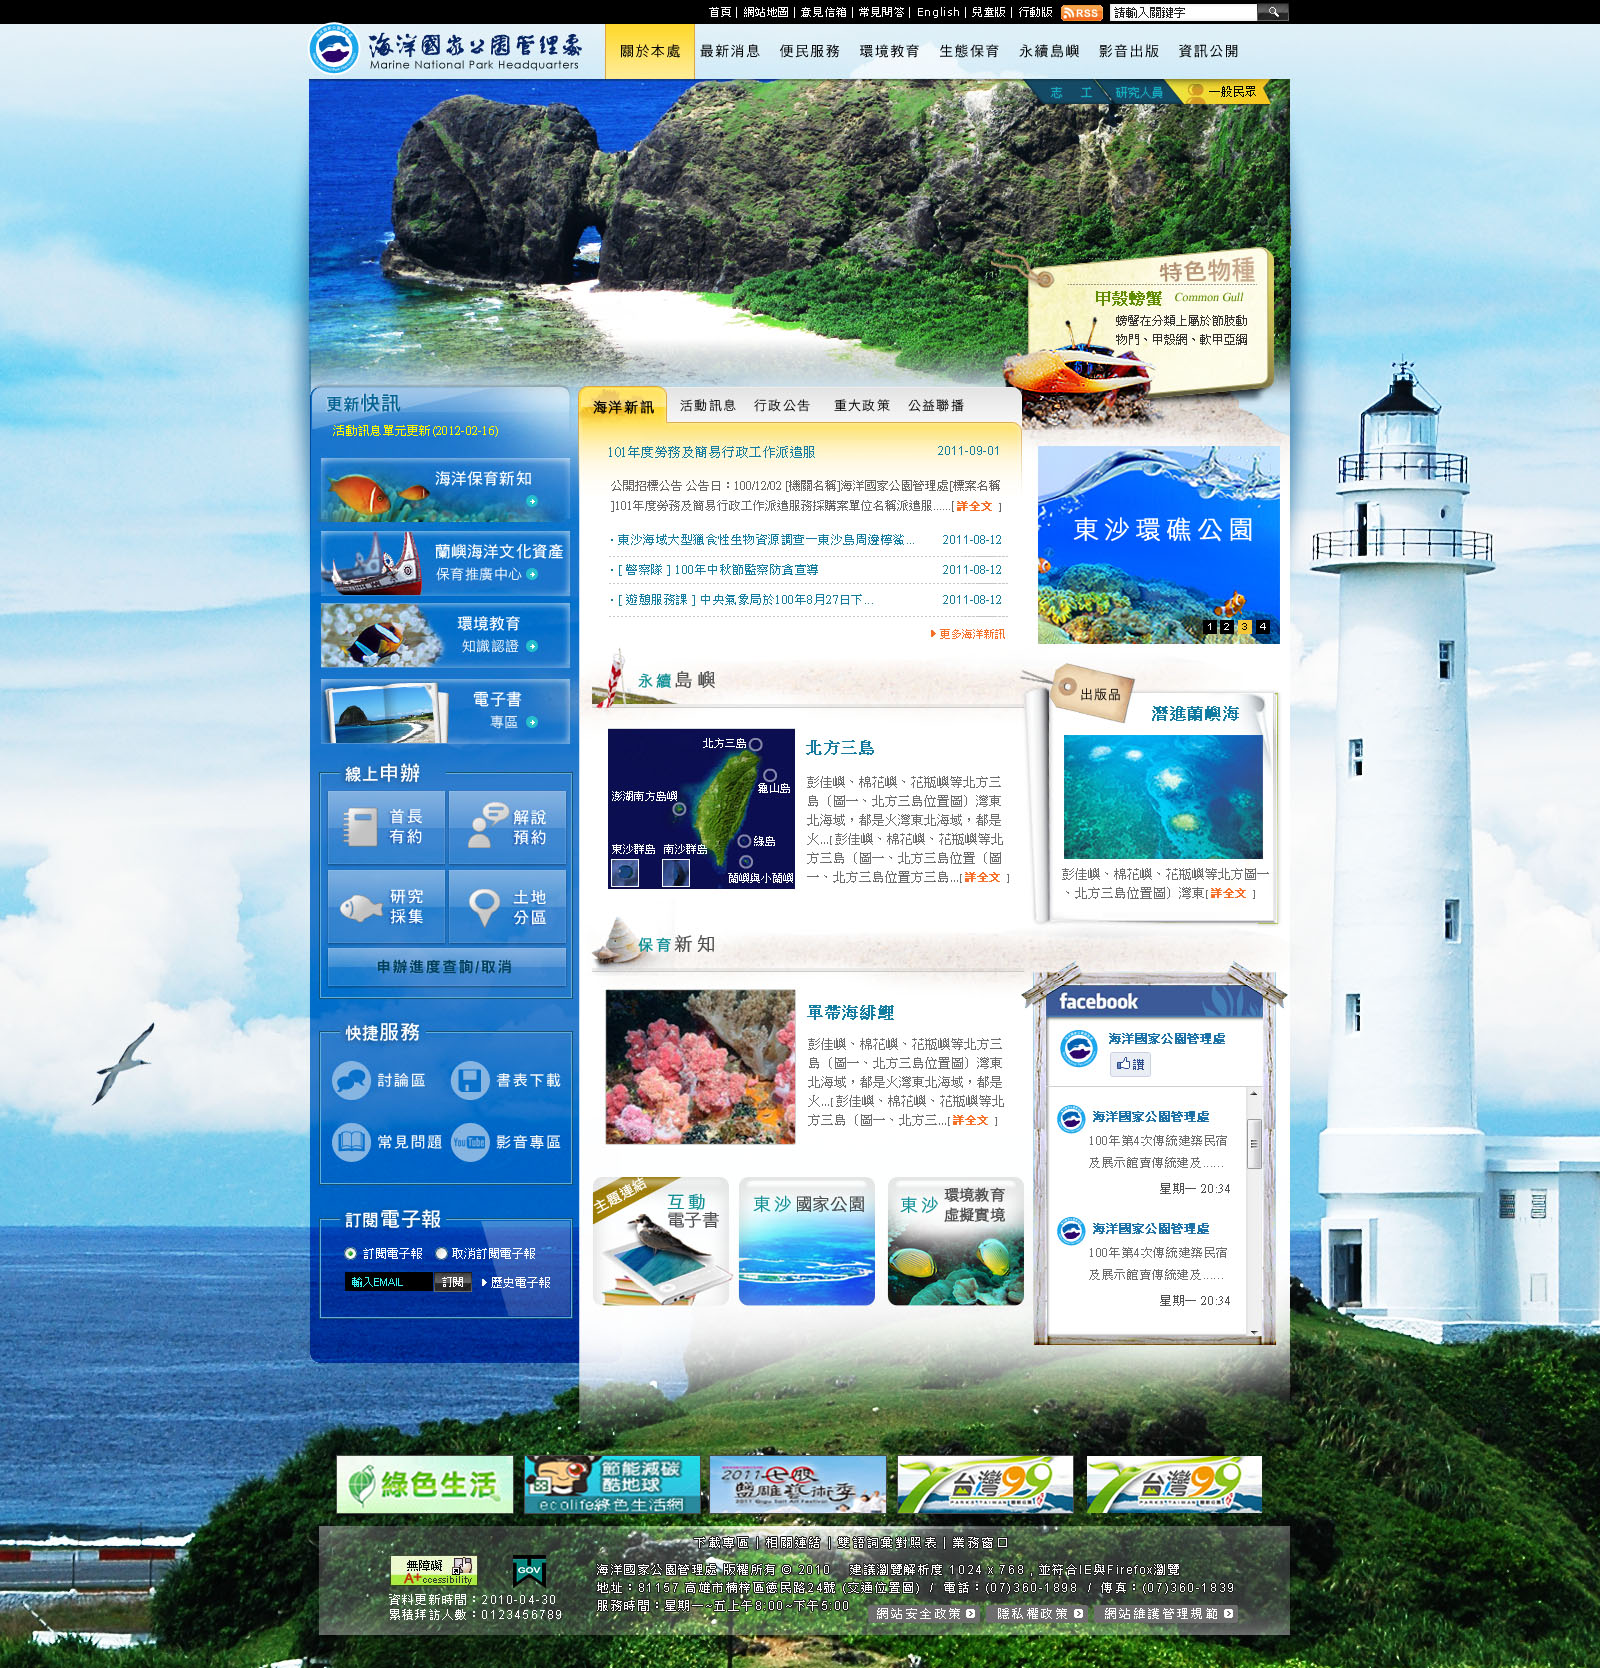 首頁 | 網站地圖 | 意見信箱 | 常見問答 | English | 兒童版 | 行動版
RSS
請輸入關鍵字
海洋國家公園管理處
Marine National Park Headquarters
關於本處
最新消息
便民服務
環境教育
生態保育
永續島嶼
影音出版
資訊公開
志 工
研究人員
一般民眾
特色物種
甲殼螃蟹 Common Gull
螃蟹在分類上屬於節肢動
物門、甲殼網、軟甲亞綱
更新快訊
活動訊息單元更新(2012-02-16)
海洋保育新知
蘭嶼海洋文化資產
保育推廣中心
環境教育
知識認證
電子書
專區
線上申辦
首長
有約
解說
預約
研究
採集
土地
分區
申辦進度查詢/取消
快捷服務
討論區
書表下載
常見問題
You Tube
影音專區
訂閱電子報
訂閱電子報
取消訂閱電子報
輸入EMAIL
訂閱
歷史電子報
海洋新訊
活動訊息
行政公告
重大政策
公益聯播
101年度勞務及簡易行政工作派遣服 2011-09-01
公開招標公告 公告日：100/12/02 [機關名稱]海洋國家公園管理處[標案名稱
]101年度勞務及簡易行政工作派遣服務採購案單位名稱派遣服......[詳全文 ]
· 東沙海域大型獵食性生物資源調查—東沙島周邊檸鯊... 2011-08-12
· [ 警察隊 ] 100年中秋節監察防貪宣導 2011-08-12
· [ 遊憩服務課 ] 中央氣象局於100年8月27日下... 2011-08-12
更多海洋新訊
東沙環礁公園
1 2 3 4
永續島嶼
北方三島
龜山島
澎湖南方島嶼
綠島
東沙群島
南沙群島
蘭嶼與小蘭嶼
北方三島
彭佳嶼、棉花嶼、花瓶嶼等北方三
島〔圖一、北方三島位置圖〕灣東
北海域，都是火灣東北海域，都是
火...[彭佳嶼、棉花嶼、花瓶嶼等北
方三島〔圖一、北方三島位置〔圖
一、北方三島位置方三島...[詳全文 ]
出版品
潛進蘭嶼海
彭佳嶼、棉花嶼、花瓶嶼等北方圖一
、北方三島位置圖〕灣東[詳全文 ]
保育新知
單帶海緋鯉
彭佳嶼、棉花嶼、花瓶嶼等北方三
島〔圖一、北方三島位置圖〕灣東
北海域，都是火灣東北海域，都是
火...[彭佳嶼、棉花嶼、花瓶嶼等北
方三島〔圖一、北方三...[詳全文 ]
facebook
海洋國家公園管理處
讚
海洋國家公園管理處
100年第4次傳統建築民宿
及展示館賣傳統建及......
星期一 20:34
海洋國家公園管理處
100年第4次傳統建築民宿
及展示館賣傳統建及......
星期一 20:34
主題連結
互動
電子書
東沙 國家公園
東沙
環境教育
虛擬實境
綠色生活
節能減碳
酷地球
ecolife綠色生活網
2011七股
鹽雕藝術季
台灣99
台灣99
下載專區 | 相關連結 | 雙語詞彙對照表 | 業務窗口
無障礙
A+ccessibility
GOV
資料更新時間：2010-04-30
累積拜訪人數：0123456789
海洋國家公園管理處 版權所有 © 2010 建議瀏覽解析度 1024 x 768，並符合IE與Firefox瀏覽
地址：81157 高雄市楠梓區德民路24號 (交通位置圖) / 電話：(07)360-1898 / 傳真：(07)360-1839
服務時間：星期一~五上午8:00~下午5:00
網站安全政策
隱私權政策
網站維護管理規範